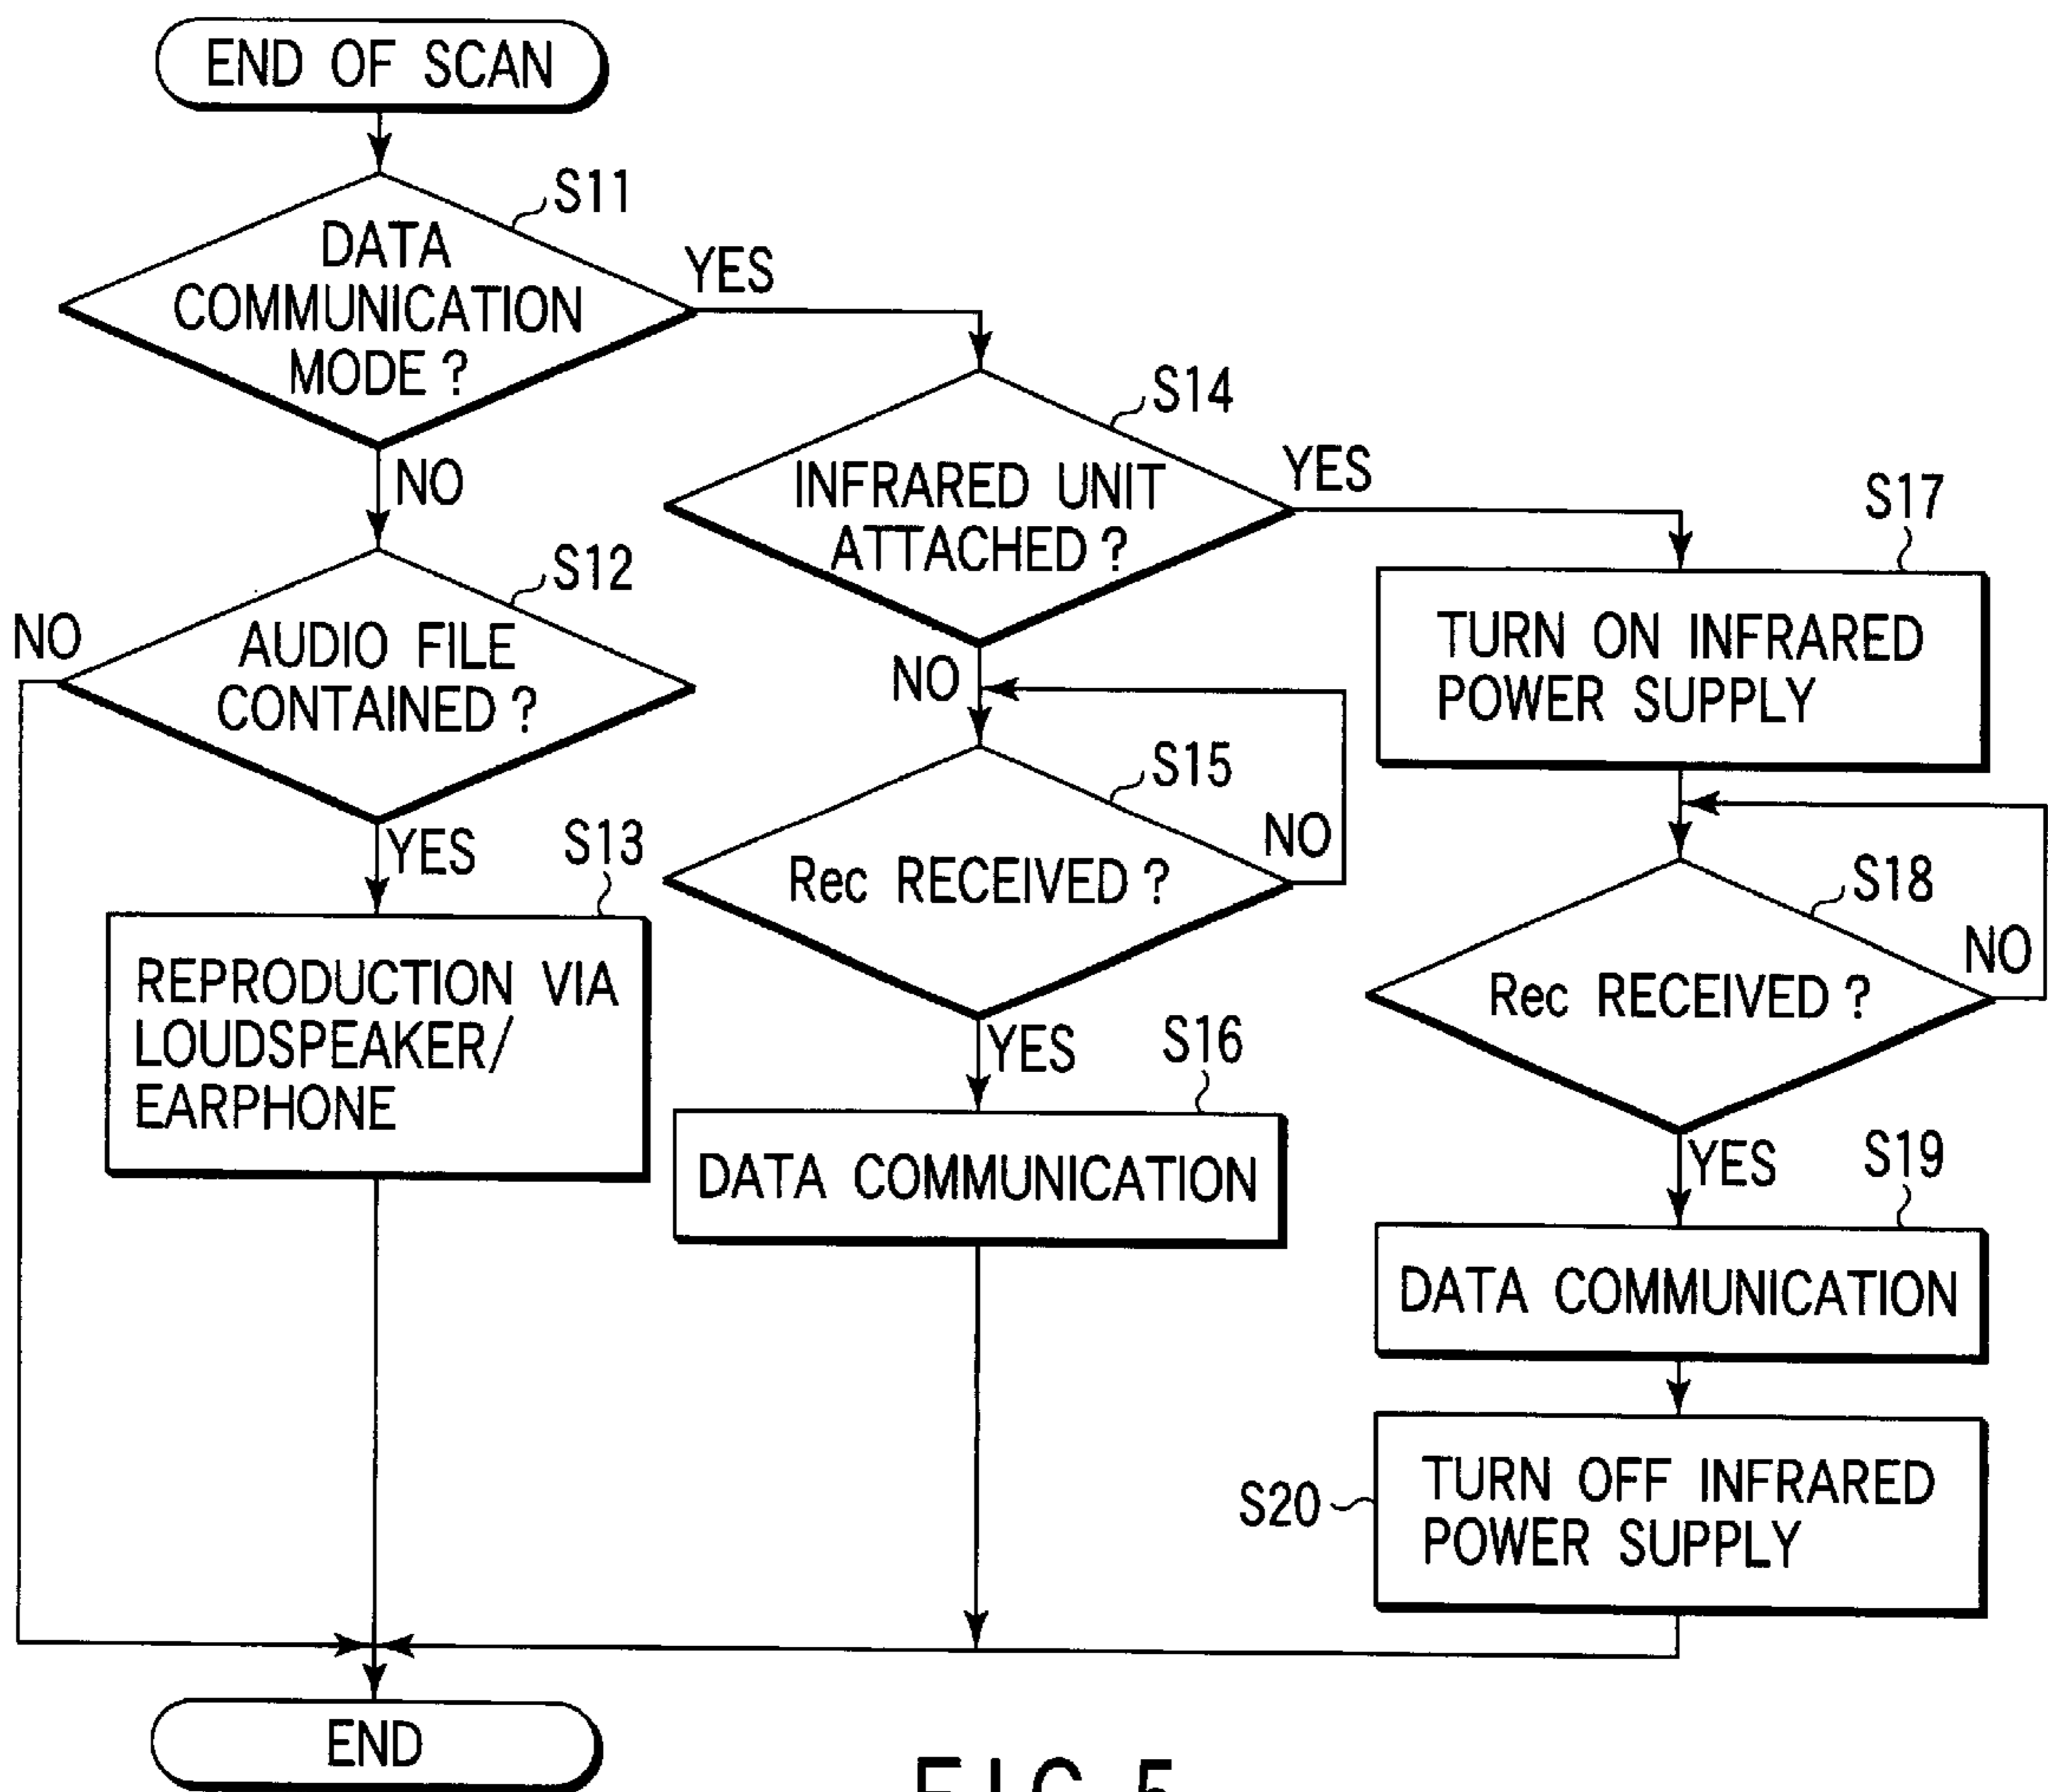 END OF SCAN
S11
DATA
COMMUNICATION
MODE ?
YES
NO
S12
AUDIO FILE
CONTAINED ?
NO
YES
S13
REPRODUCTION VIA
LOUDSPEAKER/
EARPHONE
S14
INFRARED UNIT
ATTACHED ?
YES
NO
S15
Rec RECEIVED ?
NO
YES
S16
DATA COMMUNICATION
S17
TURN ON INFRARED
POWER SUPPLY
S18
Rec RECEIVED ?
NO
YES
S19
DATA COMMUNICATION
S20
TURN OFF INFRARED
POWER SUPPLY
END
FIG. 5